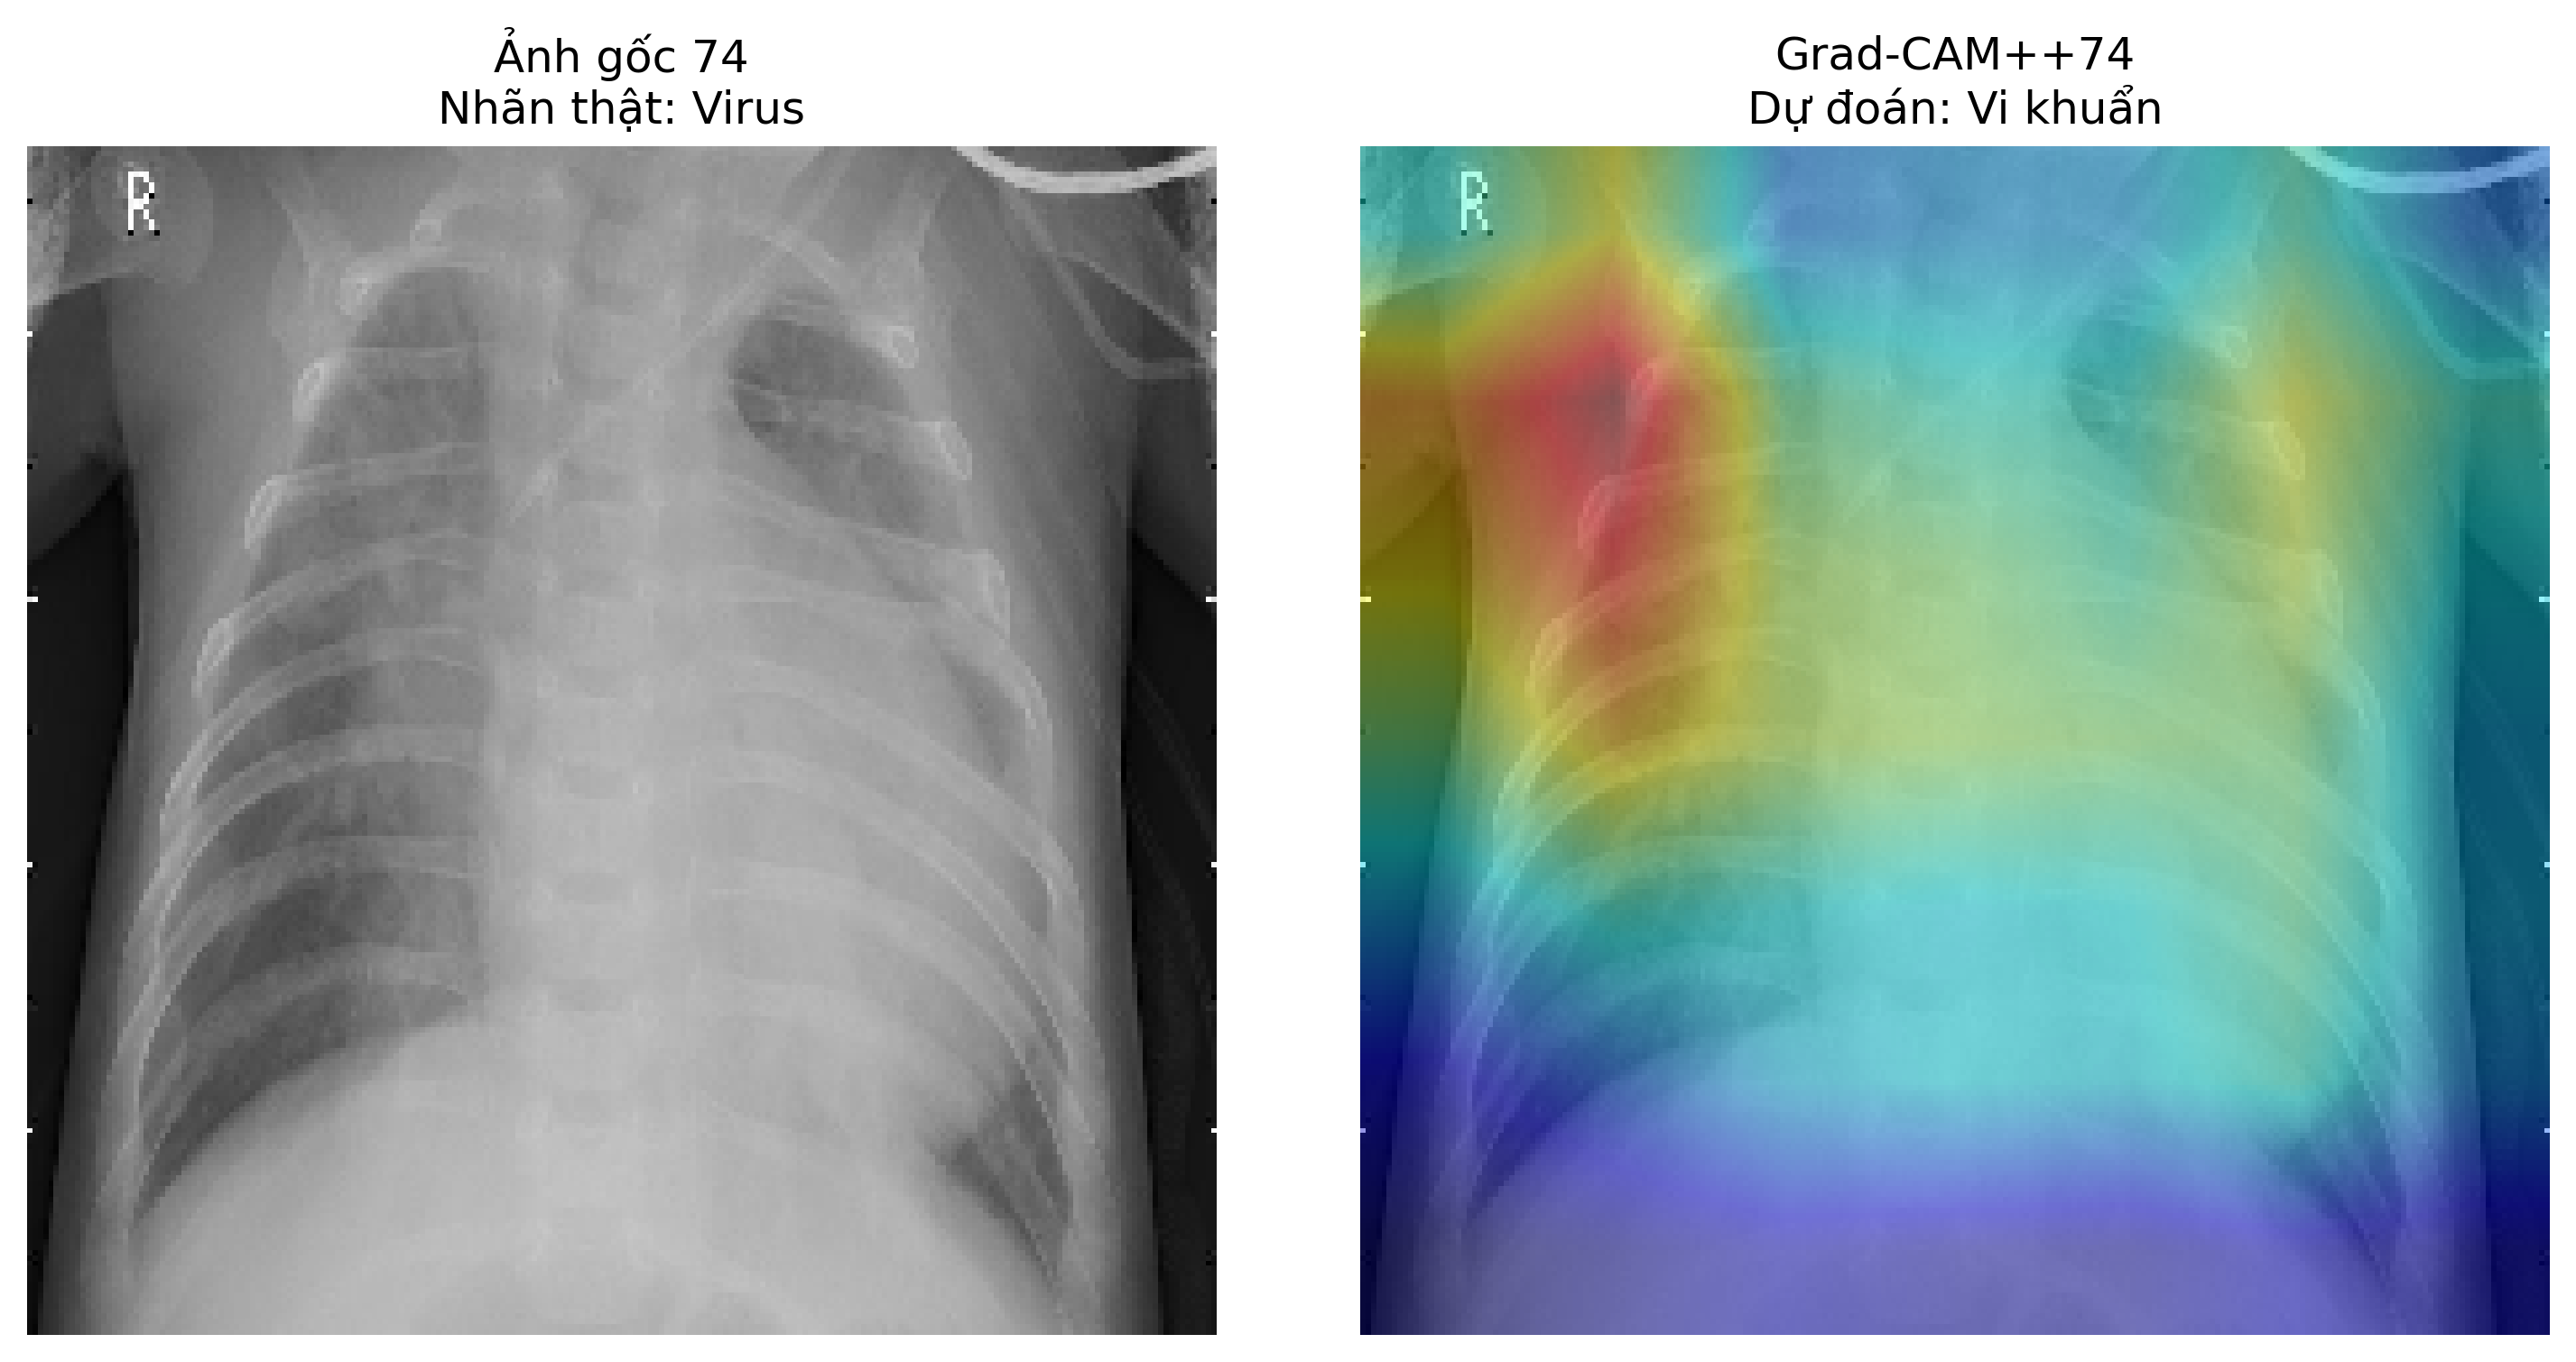 Ảnh gốc 74
Nhãn thật: Virus
R
Grad-CAM++74
Dự đoán: Vi khuẩn
R